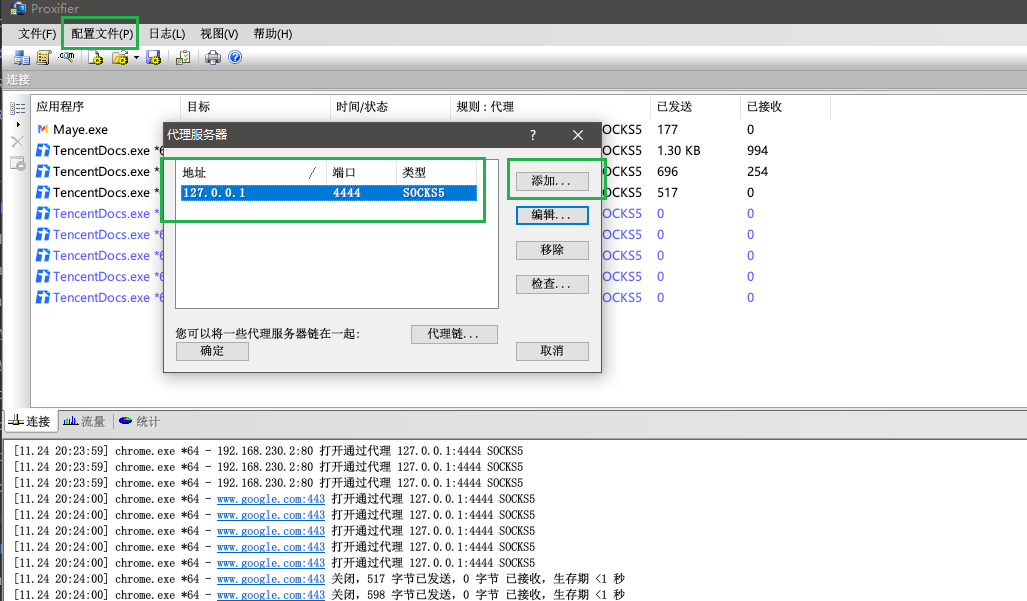 Proxifier
文件(F) 配置文件(P) 日志(L) 视图(V) 帮助(H)
连接
应用程序 目标 时间/状态 规则 : 代理 已发送 已接收
Maye.exe OCKS5 177 0
TencentDocs.exe *6 OCKS5 1.30 KB 994
TencentDocs.exe *6 OCKS5 696 254
TencentDocs.exe *6 OCKS5 517 0
TencentDocs.exe *6 OCKS5 0 0
TencentDocs.exe *6 OCKS5 0 0
TencentDocs.exe *6 OCKS5 0 0
TencentDocs.exe *6 OCKS5 0 0
TencentDocs.exe *6 OCKS5 0 0
代理服务器 ?
地址 / 端口 类型
127.0.0.1 4444 SOCKS5
添加...
编辑...
移除
检查...
您可以将一些代理服务器链在一起: 代理链...
确定 取消
连接 流量 统计
[11.24 20:23:59] chrome.exe *64 - 192.168.230.2:80 打开通过代理 127.0.0.1:4444 SOCKS5
[11.24 20:23:59] chrome.exe *64 - 192.168.230.2:80 打开通过代理 127.0.0.1:4444 SOCKS5
[11.24 20:23:59] chrome.exe *64 - 192.168.230.2:80 打开通过代理 127.0.0.1:4444 SOCKS5
[11.24 20:24:00] chrome.exe *64 - www.google.com:443 打开通过代理 127.0.0.1:4444 SOCKS5
[11.24 20:24:00] chrome.exe *64 - www.google.com:443 打开通过代理 127.0.0.1:4444 SOCKS5
[11.24 20:24:00] chrome.exe *64 - www.google.com:443 打开通过代理 127.0.0.1:4444 SOCKS5
[11.24 20:24:00] chrome.exe *64 - www.google.com:443 打开通过代理 127.0.0.1:4444 SOCKS5
[11.24 20:24:00] chrome.exe *64 - www.google.com:443 打开通过代理 127.0.0.1:4444 SOCKS5
[11.24 20:24:00] chrome.exe *64 - www.google.com:443 关闭, 517 字节已发送, 0 字节 已接收, 生存期 <1 秒
[11.24 20:24:00] chrome.exe *64 - www.google.com:443 关闭, 598 字节已发送, 0 字节 已接收, 生存期 <1 秒